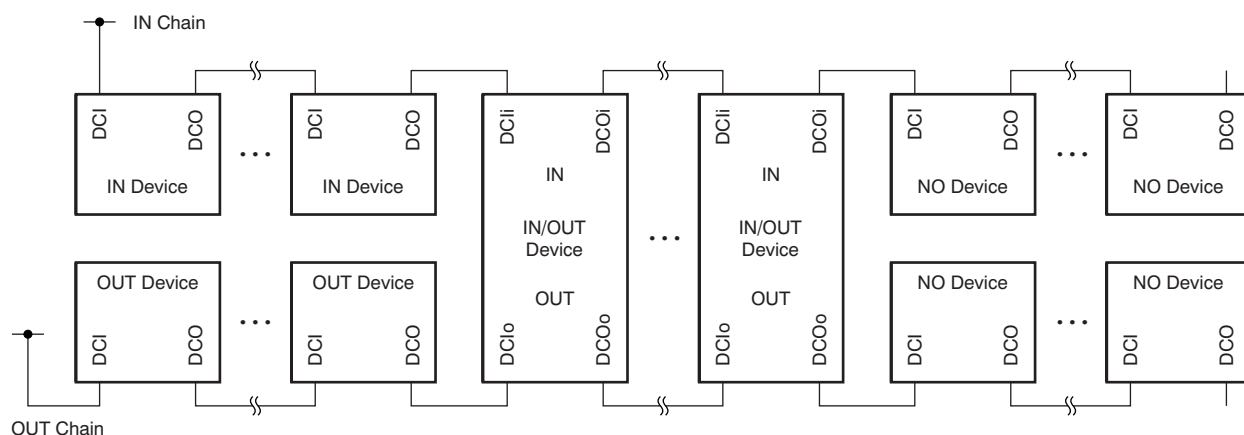 IN Chain
DCI
DCO
IN Device
...
DCI
DCO
IN Device
DCIi
DCOi
IN
IN/OUT
Device
OUT
DCIo
DCOo
...
DCIi
DCOi
IN
IN/OUT
Device
OUT
DCIo
DCOo
DCI
DCO
NO Device
...
DCI
DCO
NO Device
OUT Device
DCI
DCO
...
OUT Device
DCI
DCO
NO Device
DCI
DCO
...
NO Device
DCI
DCO
OUT Chain